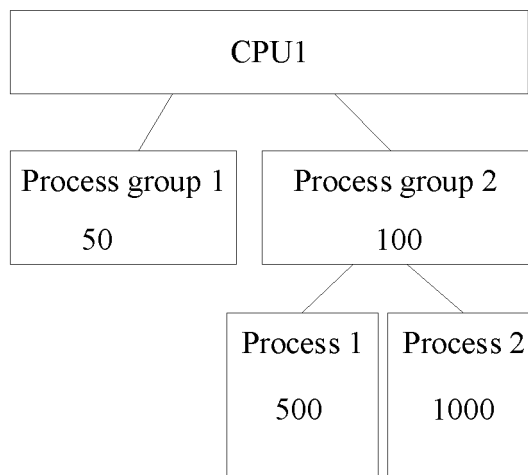 CPU1
Process group 1
50
Process group 2
100
Process 1
500
Process 2
1000